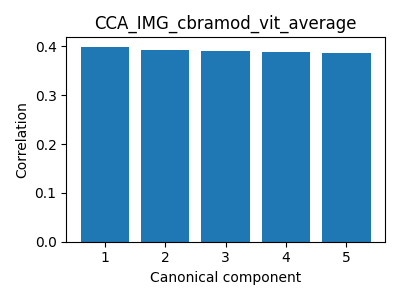 CCA_IMG_cbramod_vit_average
0.4
0.3
0.2
0.1
0.0
Correlation
1 2 3 4 5
Canonical component